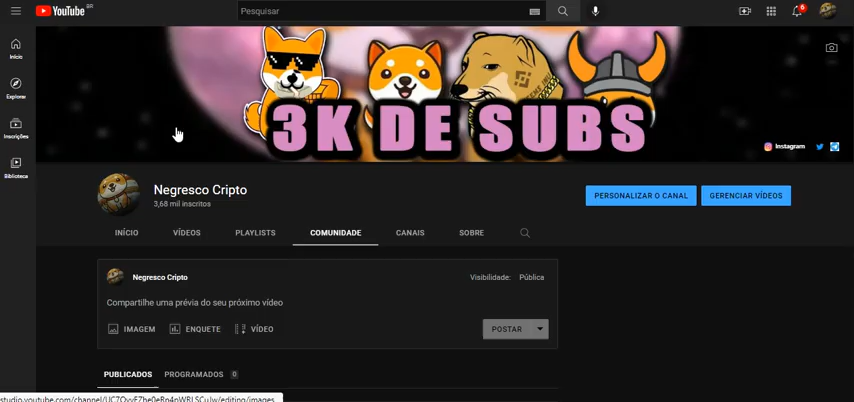 YouTube BR
Pesquisar
6
Início
Explorar
Inscrições
Biblioteca
3K DE SUBS
Instagram
Negresco Cripto
3,68 mil inscritos
PERSONALIZAR O CANAL
GERENCIAR VÍDEOS
INÍCIO VÍDEOS PLAYLISTS COMUNIDADE CANAIS SOBRE
Negresco Cripto
Visibilidade: Pública
Compartilhe uma prévia do seu próximo vídeo
IMAGEM ENQUETE VÍDEO
POSTAR
PUBLICADOS PROGRAMADOS 0